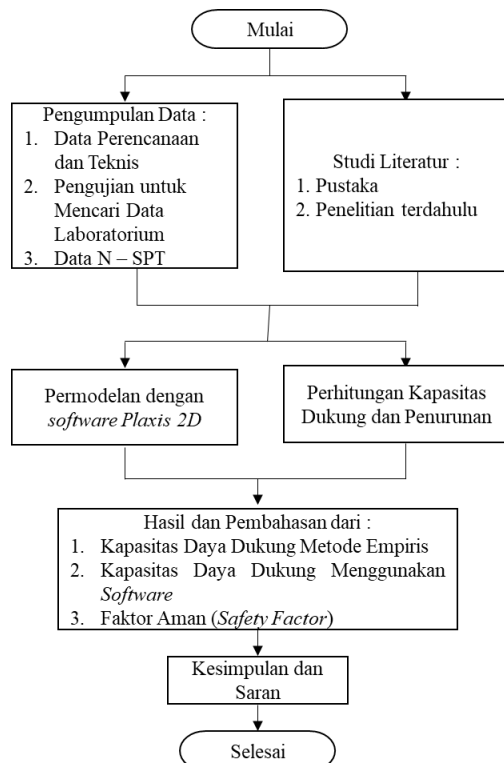 Mulai
Pengumpulan Data :
1. Data Perencanaan
dan Teknis
2. Pengujian untuk
Mencari Data
Laboratorium
3. Data N – SPT
Studi Literatur :
1. Pustaka
2. Penelitian terdahulu
Permodelan dengan
software Plaxis 2D
Perhitungan Kapasitas
Dukung dan Penurunan
Hasil dan Pembahasan dari :
1. Kapasitas Daya Dukung Metode Empiris
2. Kapasitas Daya Dukung Menggunakan
Software
3. Faktor Aman (Safety Factor)
Kesimpulan dan
Saran
Selesai